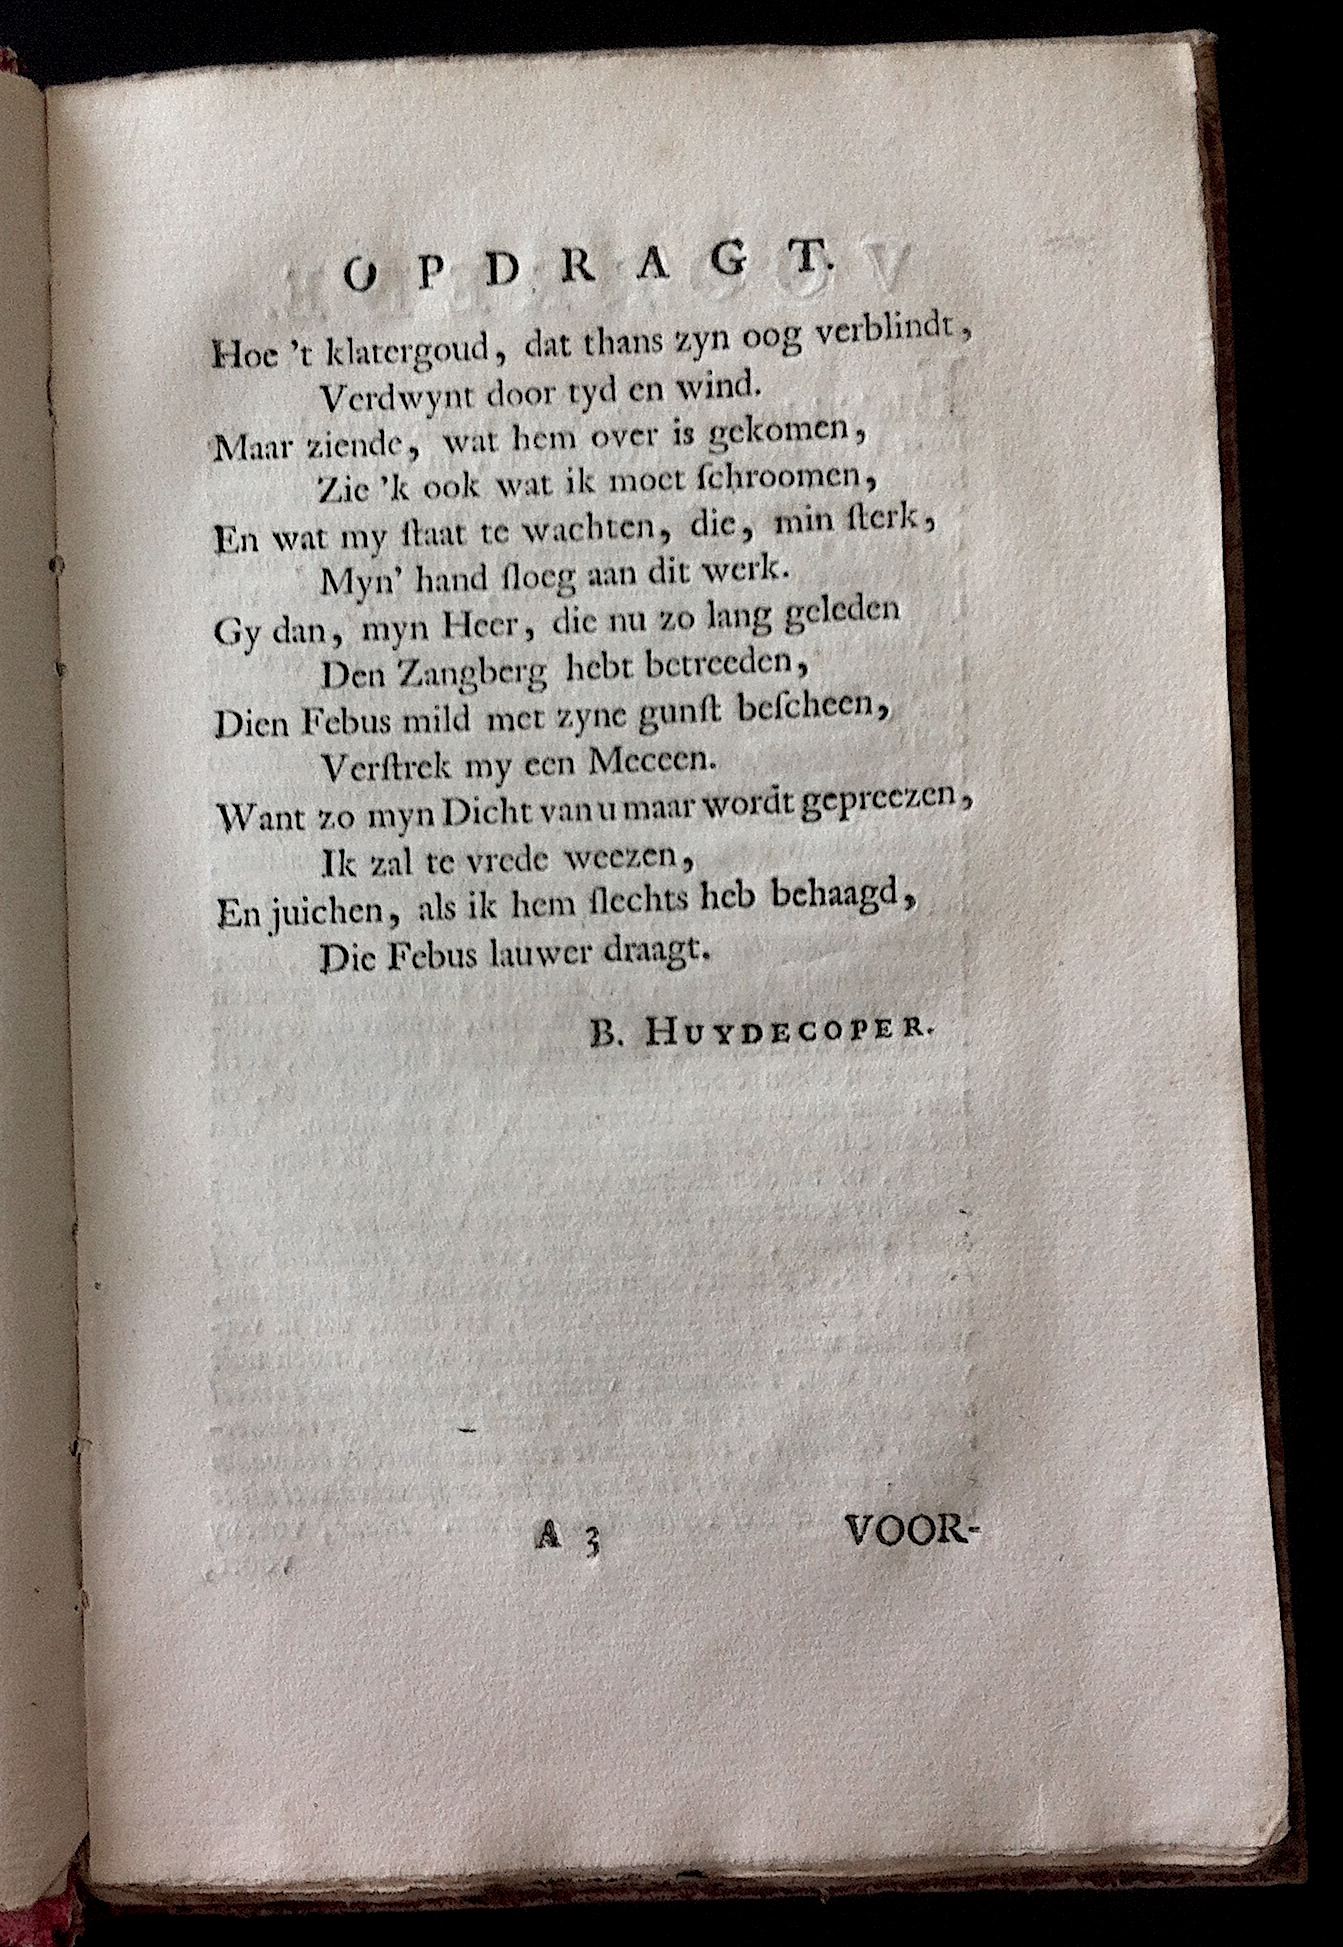 OPDRAGT.
Hoe 't klatergoud, dat thans zyn oog verblindt,
Verdwynt door tyd en wind.
Maar ziende, wat hem over is gekomen,
Zie 'k ook wat ik moet ſchroomen,
En wat my ſtaat te wachten, die, min ſterk,
Myn' hand ſloeg aan dit werk.
Gy dan, myn Heer, die nu zo lang geleden
Den Zangberg hebt betreeden,
Dien Febus mild met zyne gunſt beſcheen,
Verſtrek my een Meceen.
Want zo myn Dicht van u maar wordt gepreezen,
Ik zal te vrede weezen,
En juichen, als ik hem ſlechts heb behaagd,
Die Febus lauwer draagt.
B. HUYDECOPER.
A 3 VOOR-